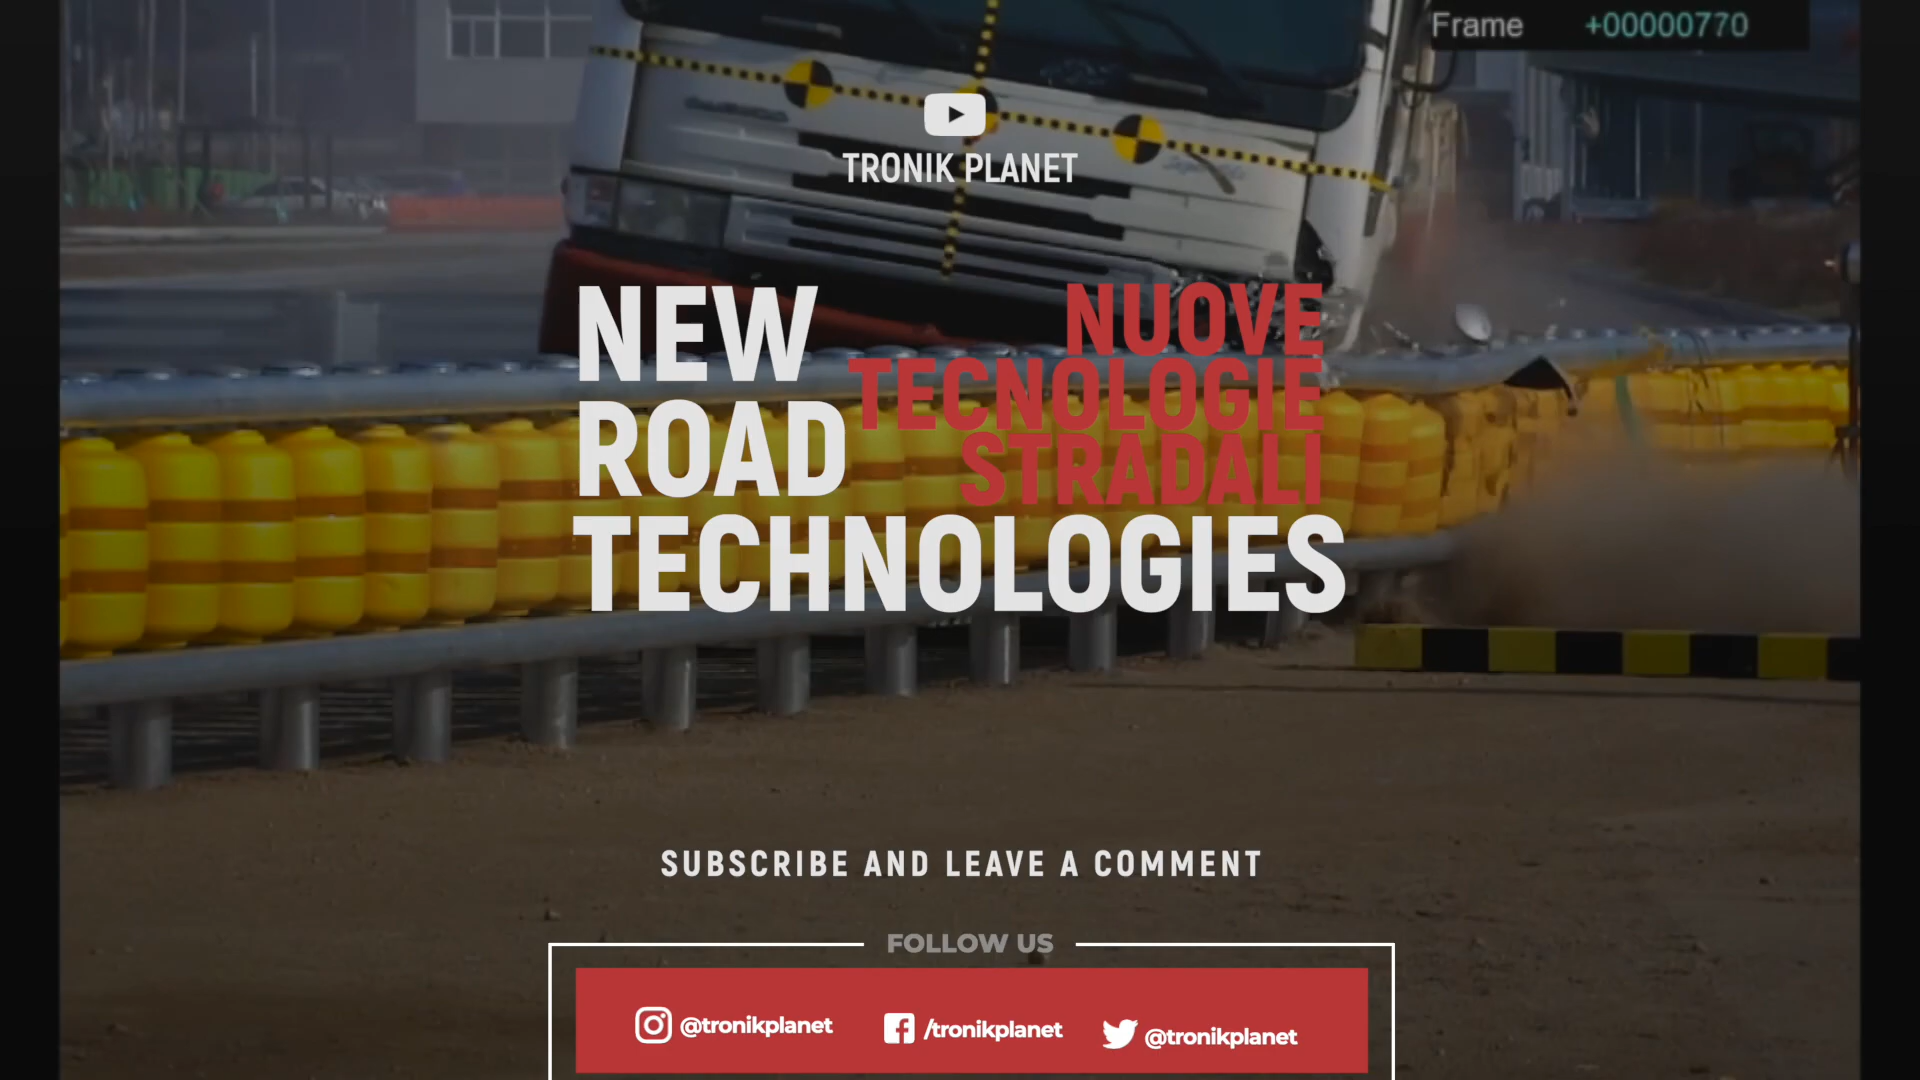 Frame +00000770
TRONIK PLANET
NEW
ROAD
TECHNOLOGIES
NUOVE
TECNOLOGIE
STRADALI
SUBSCRIBE AND LEAVE A COMMENT
FOLLOW US
@tronikplanet /tronikplanet @tronikplanet